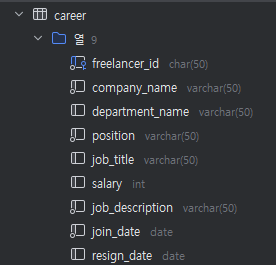 career
열 9
freelancer_id char(50)
company_name varchar(50)
department_name varchar(50)
position varchar(50)
job_title varchar(50)
salary int
job_description varchar(50)
join_date date
resign_date date